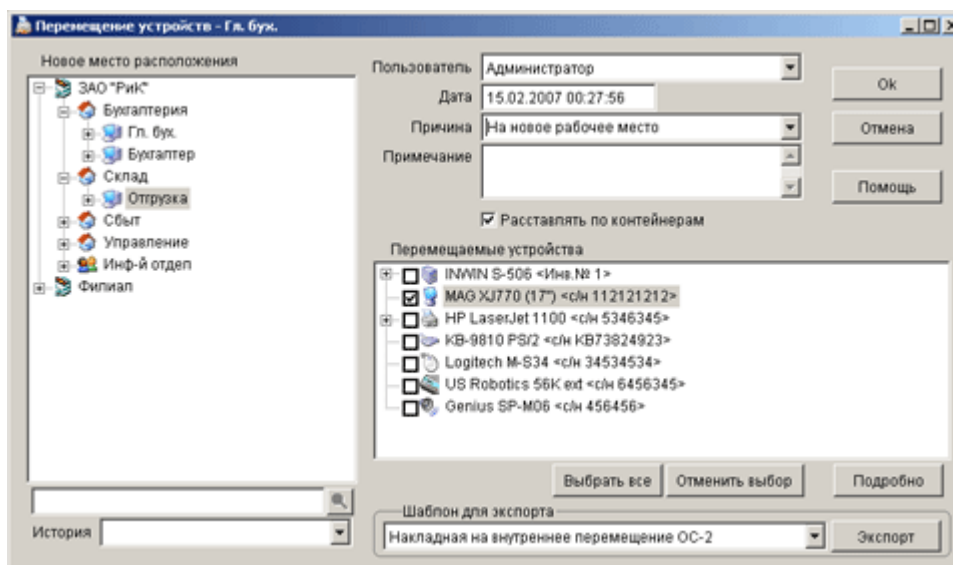 Перемещение устройств - Гл. бух.
Новое место расположения
ЗАО "РиК"
Бухгалтерия
Гл. бух.
Бухгалтер
Склад
Отгрузка
Сбыт
Управление
Инф-й отдел
Филиал
История
Пользователь Администратор
Дата 15.02.2007 00:27:56
Причина На новое рабочее место
Примечание
Расставлять по контейнерам
Ok
Отмена
Помощь
Перемещаемые устройства
INWIN S-506 <Инв.№ 1>
MAG XJ770 (17") <с/н 112121212>
HP LaserJet 1100 <с/н 5346345>
KB-9810 PS/2 <с/н KB73824923>
Logitech M-S34 <с/н 34534534>
US Robotics 56K ext <с/н 6456345>
Genius SP-M06 <с/н 456456>
Выбрать все Отменить выбор Подробно
Шаблон для экспорта
Накладная на внутреннее перемещение ОС-2 Экспорт